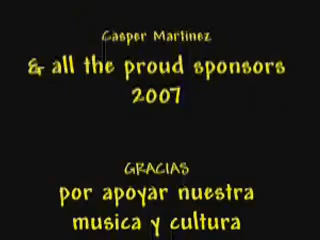 Casper Martinez
& all the proud sponsors
2007
GRACIAS
por apoyar nuestra
musica y cultura